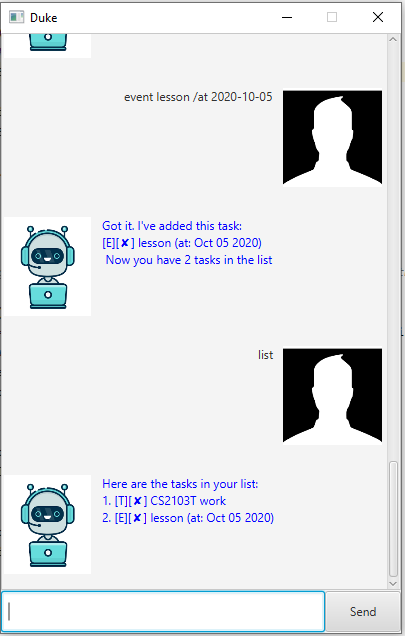 Duke
event lesson /at 2020-10-05
Got it. I've added this task:
[E][✘] lesson (at: Oct 05 2020)
Now you have 2 tasks in the list
list
Here are the tasks in your list:
1. [T][✘] CS2103T work
2. [E][✘] lesson (at: Oct 05 2020)
Send